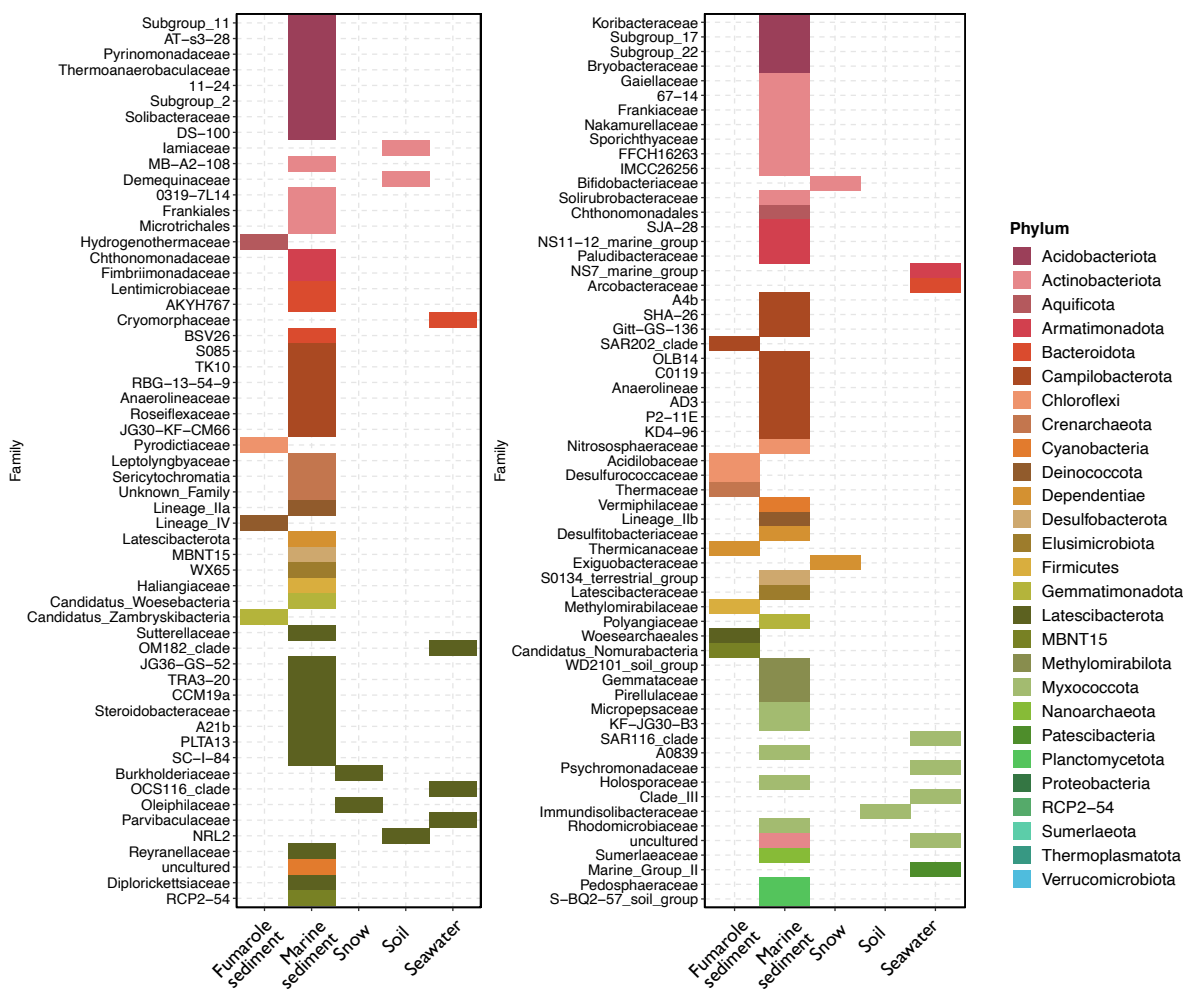 Subgroup_11
AT−s3−28
Pyrinomonadaceae
Thermoanaerobaculaceae
11−24
Subgroup_2
Solibacteraceae
DS−100
Iamiaceae
MB−A2−108
Demequinaceae
0319−7L14
Frankiales
Microtrichales
Hydrogenothermaceae
Chthonomonadaceae
Fimbriimonadaceae
Lentimicrobiaceae
AKYH767
Cryomorphaceae
BSV26
S085
TK10
RBG−13−54−9
Anaerolineaceae
Roseiflexaceae
JG30−KF−CM66
Pyrodictiaceae
Leptolyngbyaceae
Sericytochromatia
Unknown_Family
Lineage_IIa
Lineage_IV
Latescibacterota
MBNT15
WX65
Haliangiaceae
Candidatus_Woesebacteria
Candidatus_Zambryskibacteria
Sutterellaceae
OM182_clade
JG36−GS−52
TRA3−20
CCM19a
Steroidobacteraceae
A21b
PLTA13
SC−I−84
Burkholderiaceae
OCS116_clade
Oleiphilaceae
Parvibaculaceae
NRL2
Reyranellaceae
uncultured
Diplorickettsiaceae
RCP2−54
Family
Fumarole
sediment
Marine
sediment
Snow
Soil
Seawater
Koribacteraceae
Subgroup_17
Subgroup_22
Bryobacteraceae
Gaiellaceae
67−14
Frankiaceae
Nakamurellaceae
Sporichthyaceae
FFCH16263
IMCC26256
Bifidobacteriaceae
Solirubrobacteraceae
Chthonomonadales
SJA−28
NS11−12_marine_group
Paludibacteraceae
NS7_marine_group
Arcobacteraceae
A4b
SHA−26
Gitt−GS−136
SAR202_clade
OLB14
C0119
Anaerolineae
AD3
P2−11E
KD4−96
Nitrososphaeraceae
Acidilobaceae
Desulfurococcaceae
Thermaceae
Vermiphilaceae
Lineage_IIb
Desulfitobacteriaceae
Thermicanaceae
Exiguobacteraceae
S0134_terrestrial_group
Latescibacteraceae
Methylomirabilaceae
Polyangiaceae
Woesearchaeales
Candidatus_Nomurabacteria
WD2101_soil_group
Gemmataceae
Pirellulaceae
Micropepsaceae
KF−JG30−B3
SAR116_clade
A0839
Psychromonadaceae
Holosporaceae
Clade_III
Immundisolibacteraceae
Rhodomicrobiaceae
uncultured
Sumerlaeaceae
Marine_Group_II
Pedosphaeraceae
S−BQ2−57_soil_group
Family
Fumarole
sediment
Marine
sediment
Snow
Soil
Seawater
Phylum
Acidobacteriota
Actinobacteriota
Aquificota
Armatimonadota
Bacteroidota
Campilobacterota
Chloroflexi
Crenarchaeota
Cyanobacteria
Deinococcota
Dependentiae
Desulfobacterota
Elusimicrobiota
Firmicutes
Gemmatimonadota
Latescibacterota
MBNT15
Methylomirabilota
Myxococcota
Nanoarchaeota
Patescibacteria
Planctomycetota
Proteobacteria
RCP2−54
Sumerlaeota
Thermoplasmatota
Verrucomicrobiota